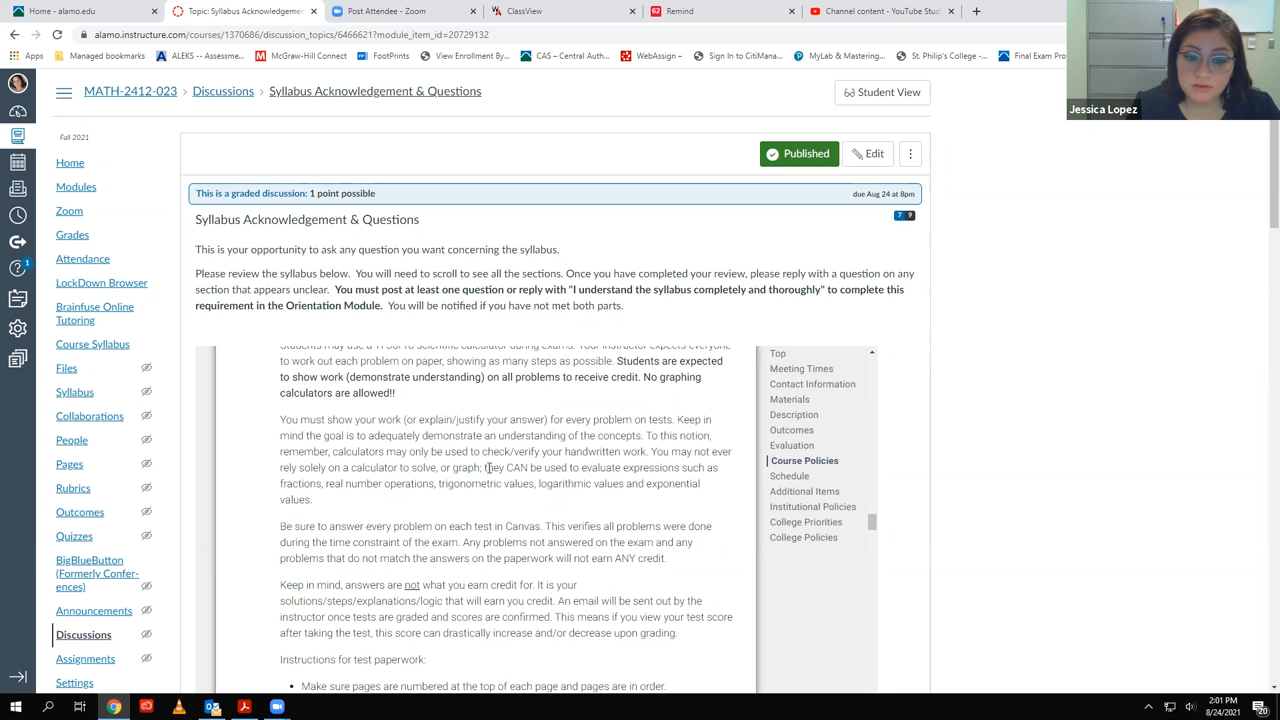 Home - alamo.edu
Topic: Syllabus Acknowledgeme
Post Attendee - Zoom
ClassView
Remind
Channel content - YouTube Stud
alamo.instructure.com/courses/1370686/discussion_topics/6466621?module_item_id=20729132
Managed bookmarks
ALEKS -- Assessme...
McGraw-Hill Connect
FootPrints
View Enrollment By...
CAS – Central Auth...
WebAssign –
Sign In to CitiMana...
MyLab & Mastering...
St. Philip's College -...
Final Exam Pro
Jessica Lopez
MATH-2412-023 › Discussions › Syllabus Acknowledgement & Questions
Student View
Fall 2021
Home
Modules
Zoom
Grades
Attendance
LockDown Browser
Brainfuse Online
Tutoring
Course Syllabus
Files
Syllabus
Collaborations
People
Pages
Rubrics
Outcomes
Quizzes
BigBlueButton
(Formerly Confer-
ences)
Announcements
Discussions
Assignments
Settings
1
Published
Edit
This is a graded discussion: 1 point possible
due Aug 24 at 8pm
Syllabus Acknowledgement & Questions
7 9
This is your opportunity to ask any question you want concerning the syllabus.
Please review the syllabus below. You will need to scroll to see all the sections. Once you have completed your review, please reply with a question on any
section that appears unclear. You must post at least one question or reply with "I understand the syllabus completely and thoroughly" to complete this
requirement in the Orientation Module. You will be notified if you have not met both parts.
to work out each problem on paper, showing as many steps as possible. Students are expected
to show work (demonstrate understanding) on all problems to receive credit. No graphing
calculators are allowed!!
You must show your work (or explain/justify your answer) for every problem on tests. Keep in
mind the goal is to adequately demonstrate an understanding of the concepts. To this notion,
remember, calculators may only be used to check/verify your handwritten work. You may not ever
rely solely on a calculator to solve, or graph; they CAN be used to evaluate expressions such as
fractions, real number operations, trigonometric values, logarithmic values and exponential
values.
Be sure to answer every problem on each test in Canvas. This verifies all problems were done
during the time constraint of the exam. Any problems not answered on the exam and any
problems that do not match the answers on the paperwork will not earn ANY credit.
Keep in mind, answers are not what you earn credit for. It is your
solutions/steps/explanations/logic that will earn you credit. An email will be sent out by the
instructor once tests are graded and scores are confirmed. This means if you view your test score
after taking the test, this score can drastically increase and/or decrease upon grading.
Instructions for test paperwork:
• Make sure pages are numbered at the top of each page and pages are in order.
Top
Meeting Times
Contact Information
Materials
Description
Outcomes
Evaluation
Course Policies
Schedule
Additional Items
Institutional Policies
College Priorities
College Policies
2:01 PM
8/24/2021
20